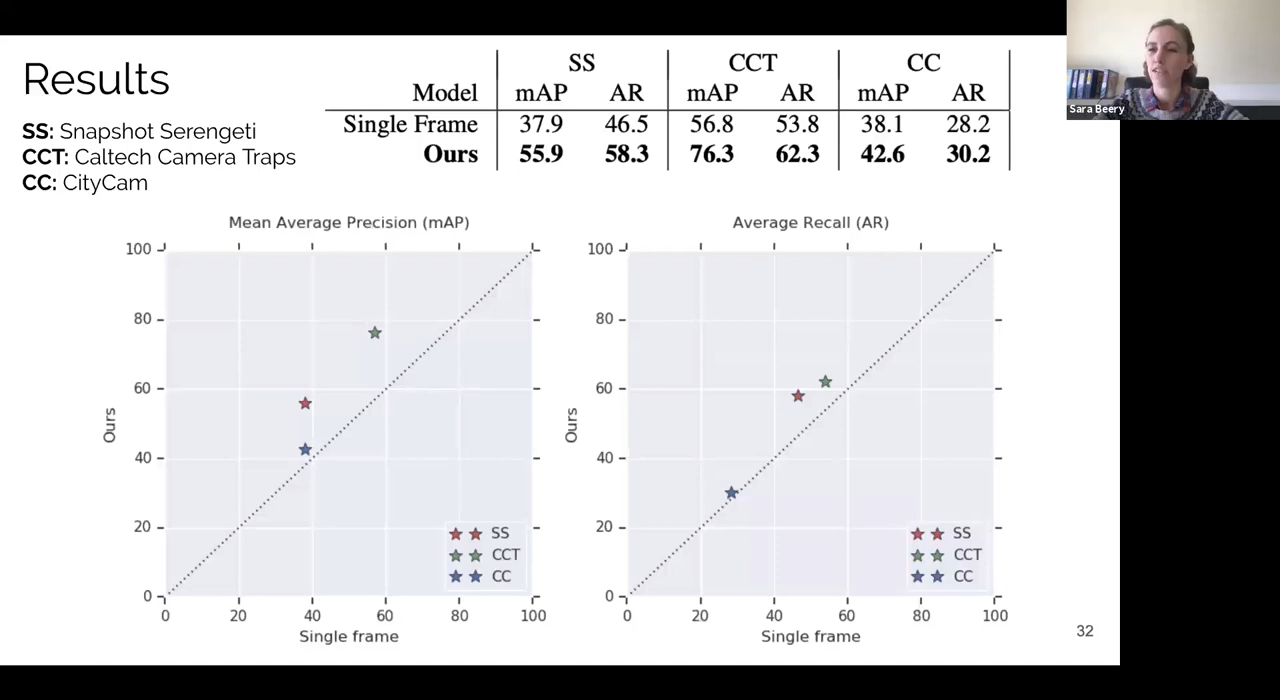 Results
SS: Snapshot Serengeti
CCT: Caltech Camera Traps
CC: CityCam
SS CCT CC
Model mAP AR mAP AR mAP AR
Single Frame 37.9 46.5 56.8 53.8 38.1 28.2
Ours 55.9 58.3 76.3 62.3 42.6 30.2
Sara Beery
Mean Average Precision (mAP)
100
80
60
40
20
0
Ours
0 20 40 60 80 100
Single frame
SS
CCT
CC
Average Recall (AR)
100
80
60
40
20
0
Ours
0 20 40 60 80 100
Single frame
SS
CCT
CC
32